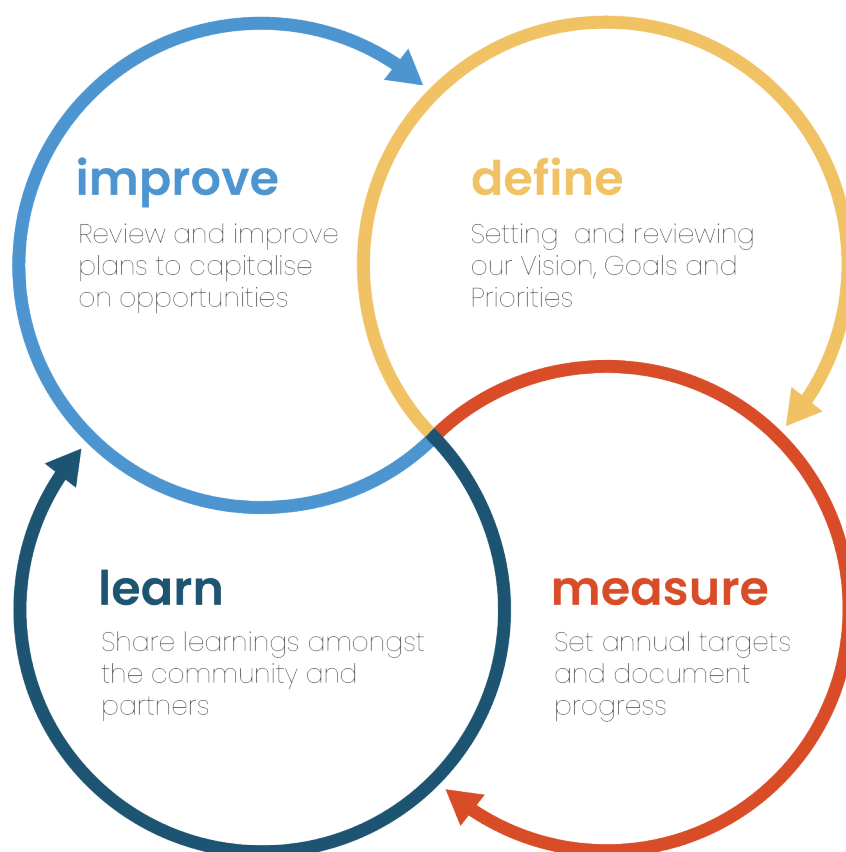 improve
Review and improve
plans to capitalise
on opportunities
define
Setting  and reviewing
our Vision, Goals and
Priorities
learn
Share learnings amongst
the community and
partners
measure
Set annual targets
and document
progress